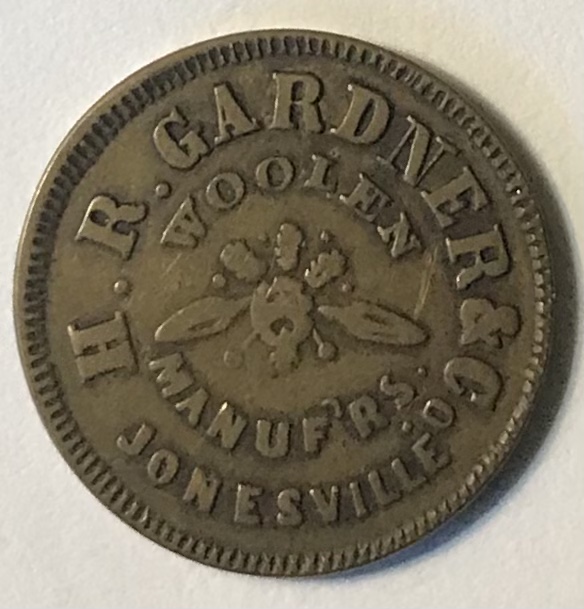 H. R. GARDNER & CO.
WOOLEN
MANUF'RS.
JONESVILLE